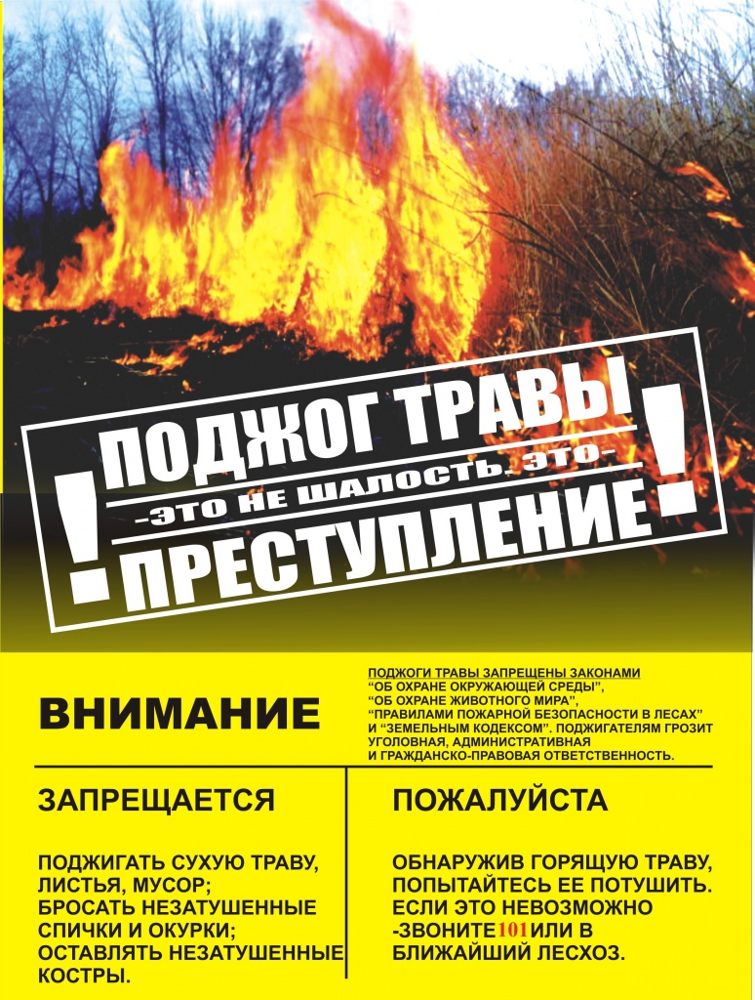 ПОДЖОГ ТРАВЫ
-ЭТО НЕ ШАЛОСТЬ, ЭТО-
! ПРЕСТУПЛЕНИЕ !
ВНИМАНИЕ
ПОДЖОГИ ТРАВЫ ЗАПРЕЩЕНЫ ЗАКОНАМИ
“ОБ ОХРАНЕ ОКРУЖАЮЩЕЙ СРЕДЫ”,
“ОБ ОХРАНЕ ЖИВОТНОГО МИРА”,
“ПРАВИЛАМИ ПОЖАРНОЙ БЕЗОПАСНОСТИ В ЛЕСАХ”
И “ЗЕМЕЛЬНЫМ КОДЕКСОМ”. ПОДЖИГАТЕЛЯМ ГРОЗИТ
УГОЛОВНАЯ, АДМИНИСТРАТИВНАЯ
И ГРАЖДАНСКО-ПРАВОВАЯ ОТВЕТСТВЕННОСТЬ.
ЗАПРЕЩАЕТСЯ
ПОДЖИГАТЬ СУХУЮ ТРАВУ,
ЛИСТЬЯ, МУСОР;
БРОСАТЬ НЕЗАТУШЕННЫЕ
СПИЧКИ И ОКУРКИ;
ОСТАВЛЯТЬ НЕЗАТУШЕННЫЕ
КОСТРЫ.
ПОЖАЛУЙСТА
ОБНАРУЖИВ ГОРЯЩУЮ ТРАВУ,
ПОПЫТАЙТЕСЬ ЕЕ ПОТУШИТЬ.
ЕСЛИ ЭТО НЕВОЗМОЖНО
-ЗВОНИТЕ 101 ИЛИ В
БЛИЖАЙШИЙ ЛЕСХОЗ.